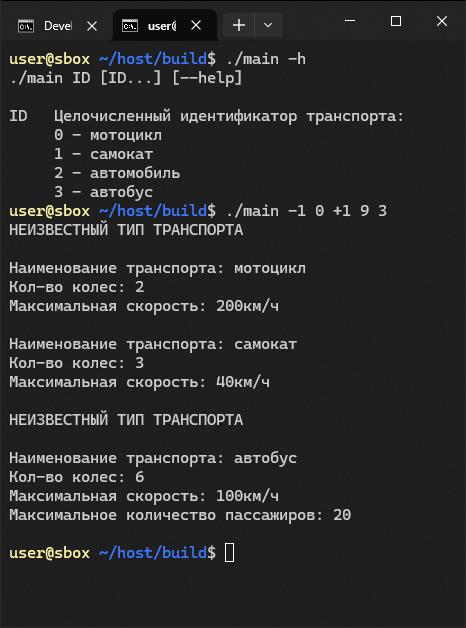 Devel
user@
user@sbox ~/host/build$ ./main -h
./main ID [ID...] [--help]
ID Целочисленный идентификатор транспорта:
0 - мотоцикл
1 - самокат
2 - автомобиль
3 - автобус
user@sbox ~/host/build$ ./main -1 0 +1 9 3
НЕИЗВЕСТНЫЙ ТИП ТРАНСПОРТА
Наименование транспорта: мотоцикл
Кол-во колес: 2
Максимальная скорость: 200км/ч
Наименование транспорта: самокат
Кол-во колес: 3
Максимальная скорость: 40км/ч
НЕИЗВЕСТНЫЙ ТИП ТРАНСПОРТА
Наименование транспорта: автобус
Кол-во колес: 6
Максимальная скорость: 100км/ч
Максимальное количество пассажиров: 20
user@sbox ~/host/build$